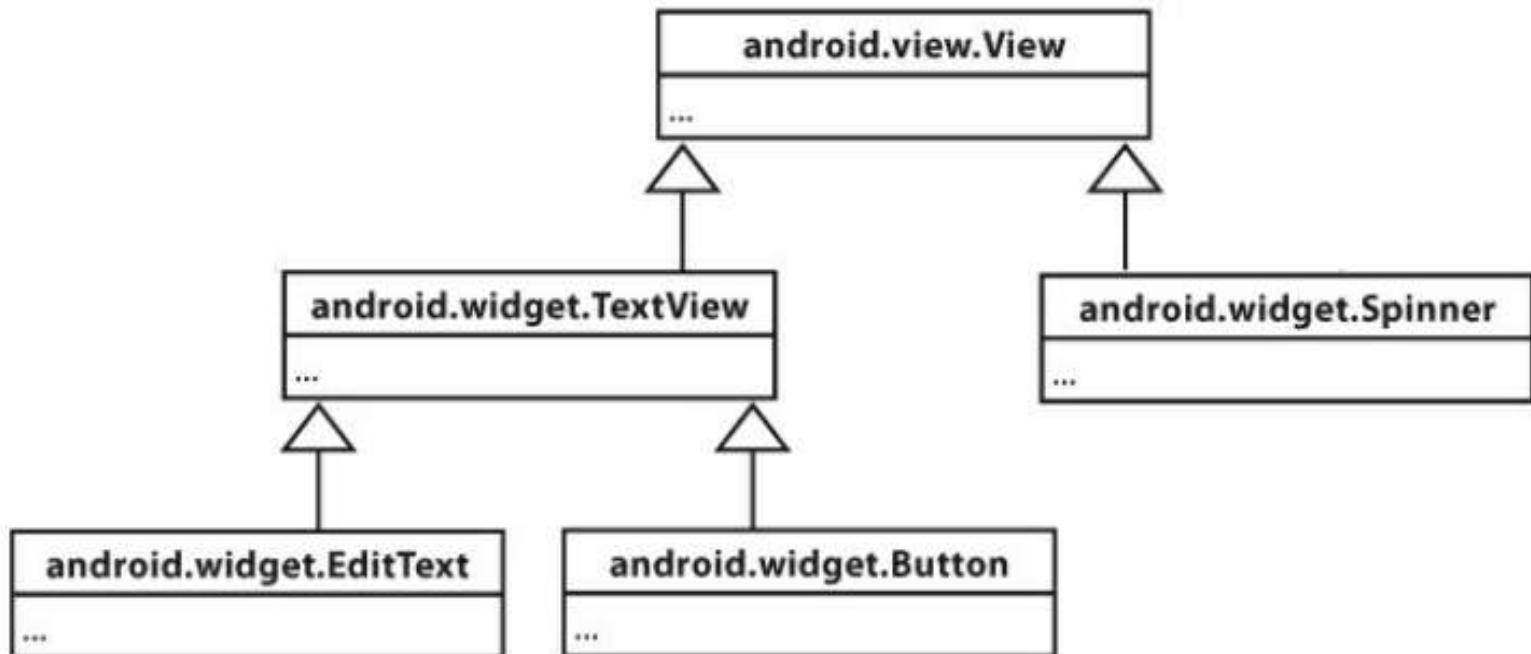 android.view.View
...
android.widget.TextView
...
android.widget.Spinner
...
android.widget.EditText
...
android.widget.Button
...